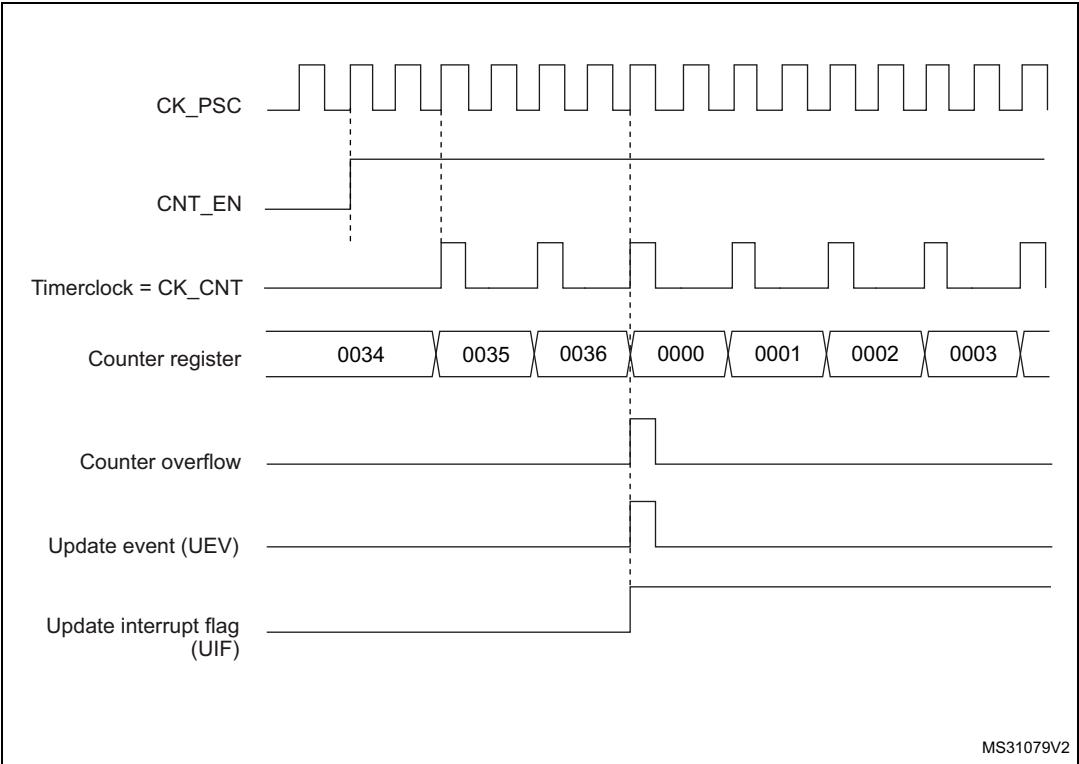 CK_PSC
CNT_EN
Timerclock = CK_CNT
Counter register
0034 0035 0036 0000 0001 0002 0003
Counter overflow
Update event (UEV)
Update interrupt flag
(UIF)
MS31079V2